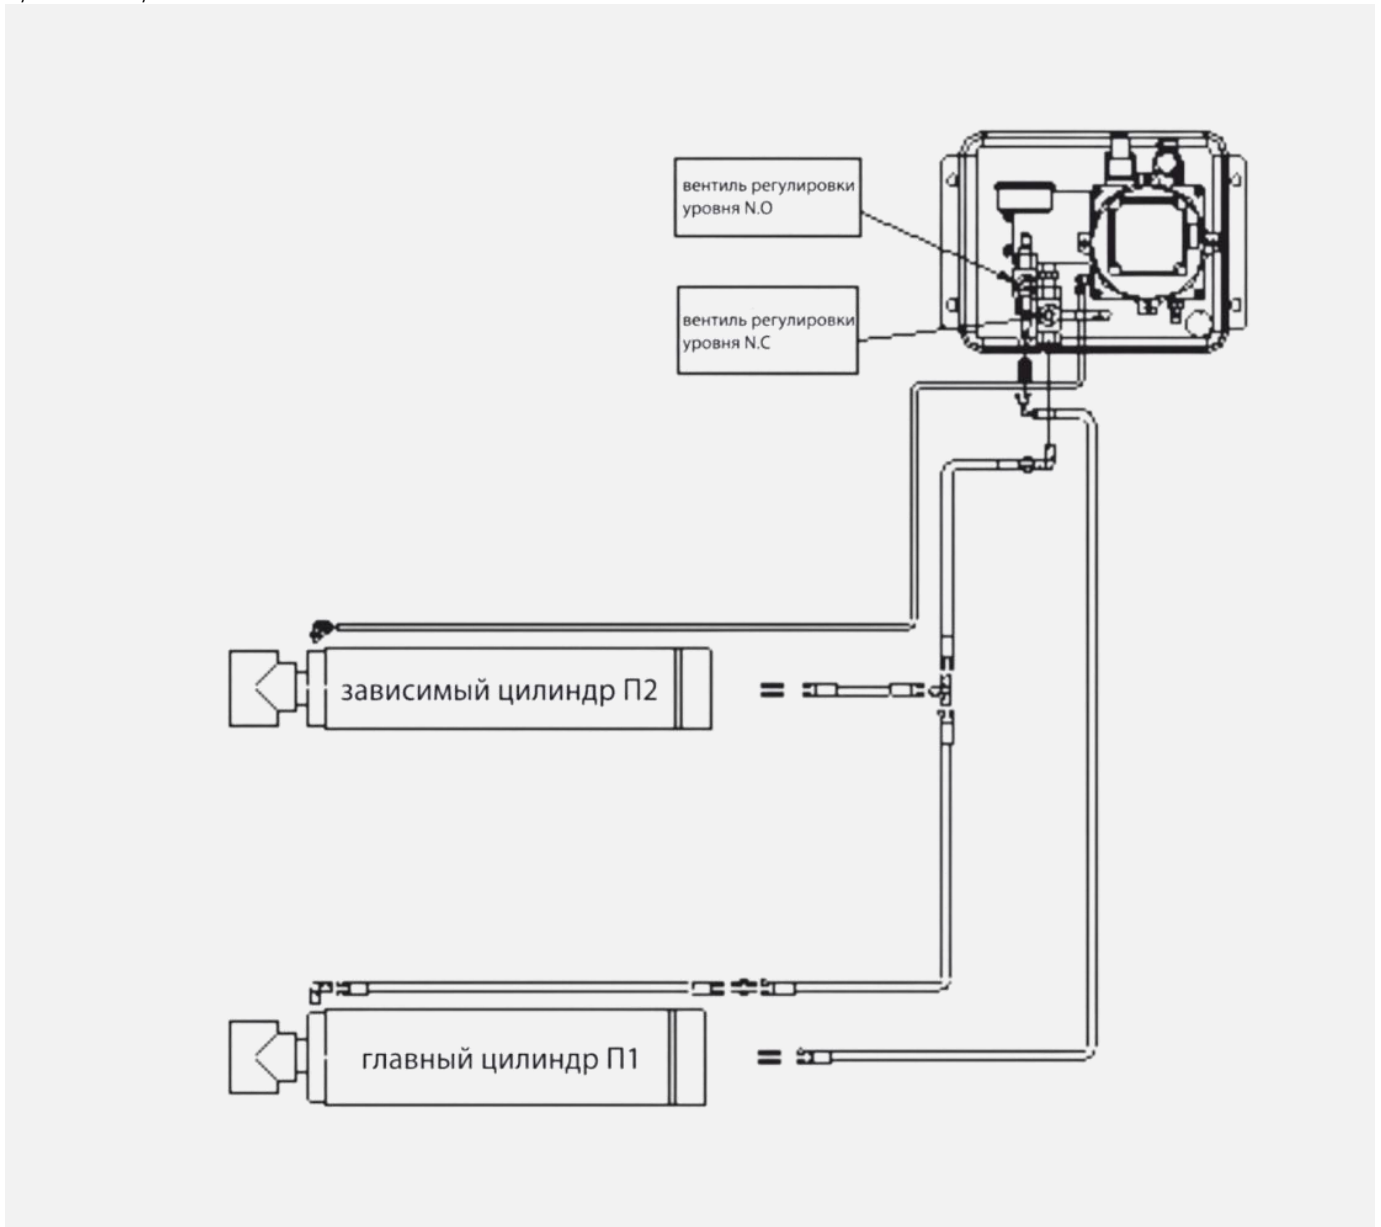 вентиль регулировки
уровня N.O
вентиль регулировки
уровня N.C
зависимый цилиндр П2
главный цилиндр П1